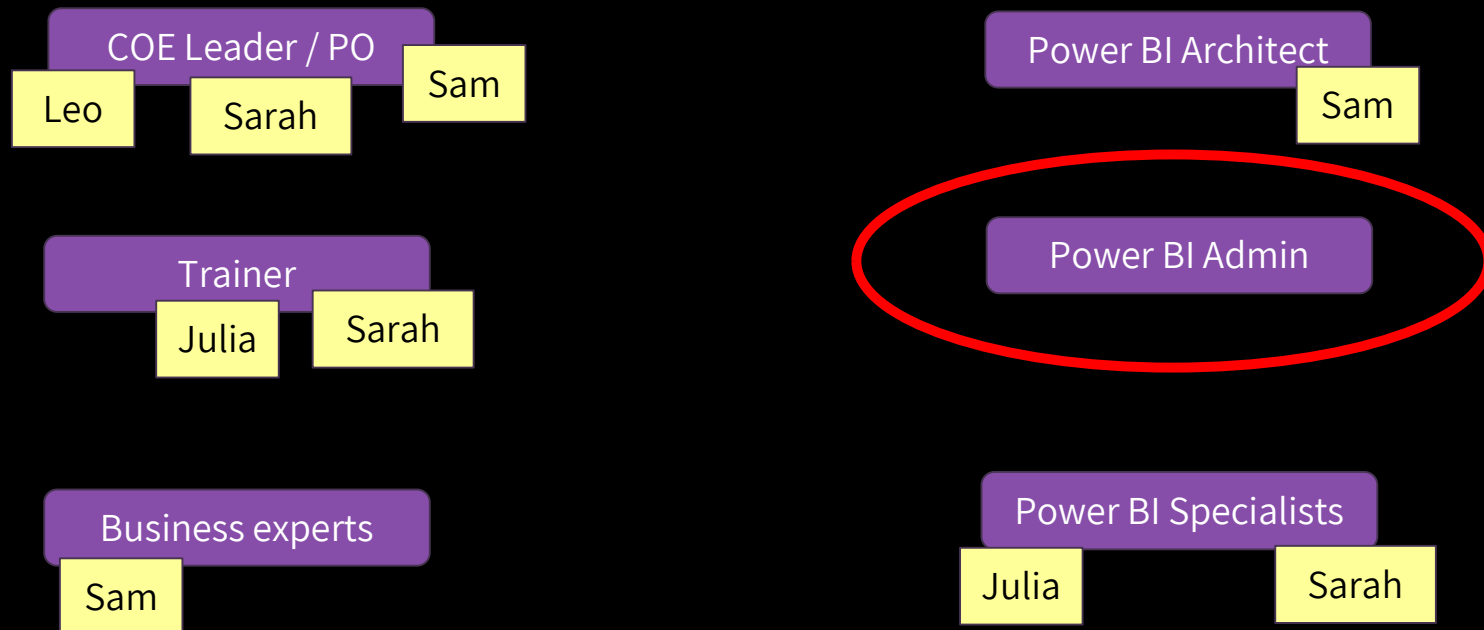 COE Leader / PO
Leo
Sarah
Sam
Power BI Architect
Sam
Trainer
Julia
Sarah
Power BI Admin
Business experts
Sam
Power BI Specialists
Julia
Sarah